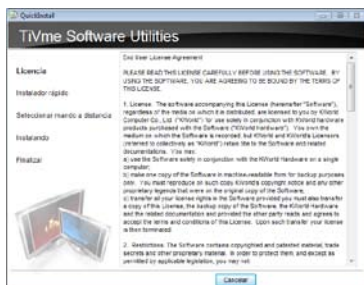 QuickInstall
TiVme Software Utilities
Licencia
Instalador rápido
Seleccionar mando a distancia
Instalando
Finalizar
End User License Agreement
PLEASE READ THIS LICENSE CAREFULLY BEFORE USING THE SOFTWARE. BY
USING THE SOFTWARE, YOU ARE AGREEING TO BE BOUND BY THE TERMS OF
THIS LICENSE.
1. License. The software accompanying this License (hereinafter "Software"),
regardless of the media on which it is distributed, are licensed to you by KWorld
Computer Co., Ltd. ("KWorld") for use solely in conjunction with KWorld hardware
products purchased with the Software ("KWorld hardware"). You own the
medium on which the Software is recorded, but KWorld and KWorld's Licensors
(referred to collectively as "KWorld") retain title to the Software and related
documentations. You may:
a) use the Software solely in conjunction with the KWorld Hardware on a single
computer;
b) make one copy of the Software in machine-readable form for backup purposes
only. You must reproduce on such copy KWorld's copyright notice and any other
proprietary legends that were on the original copy of the Software;
c) transfer all your license rights in the Software provided you must also transfer
a copy of this License, the backup copy of the Software, the KWorld Hardware
and the related documentation and provided the other party reads and agrees to
accept the terms and conditions of this License. Upon such transfer your license
is then terminated.
2. Restrictions. The Software contains copyrighted and patented material, trade
secrets and other proprietary material. In order to protect them, and except as
permitted by applicable legislation, you may not:
Cancelar